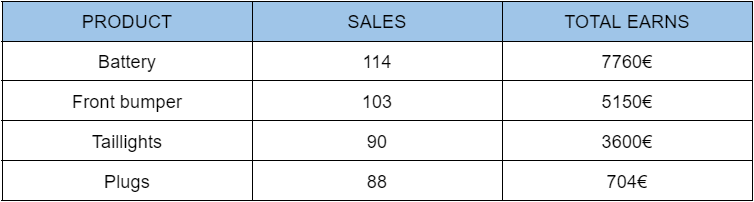 PRODUCT SALES TOTAL EARNS
Battery 114 7760€
Front bumper 103 5150€
Taillights 90 3600€
Plugs 88 704€